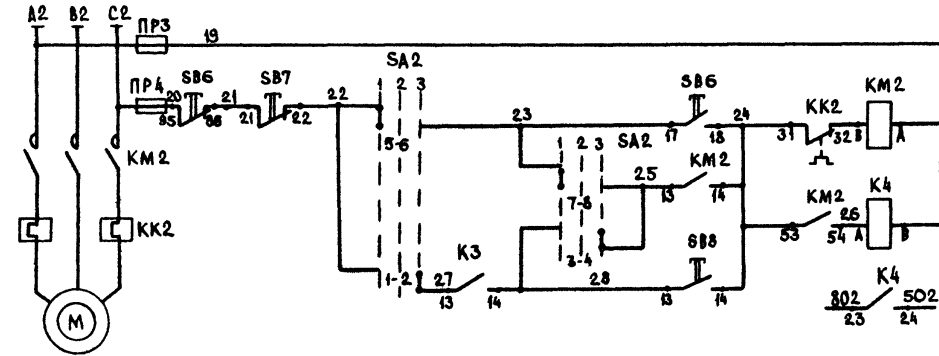 A2 B2 C2
ПР3 19
SA2
ПР4 20 SB6 21 SB7 22 1 2 3 SB6 24 KK2 KM2
95 96 21 22 23 17 18 31 32 B A
5-6 1 2 3 SA2
KM2 25 KM2 KM2 K4
7-8 13 14 26
KK2 3-4 SB8 53 54 A B
1-2 27 K3 28 K4
13 14 13 14 802 502
M 23 24